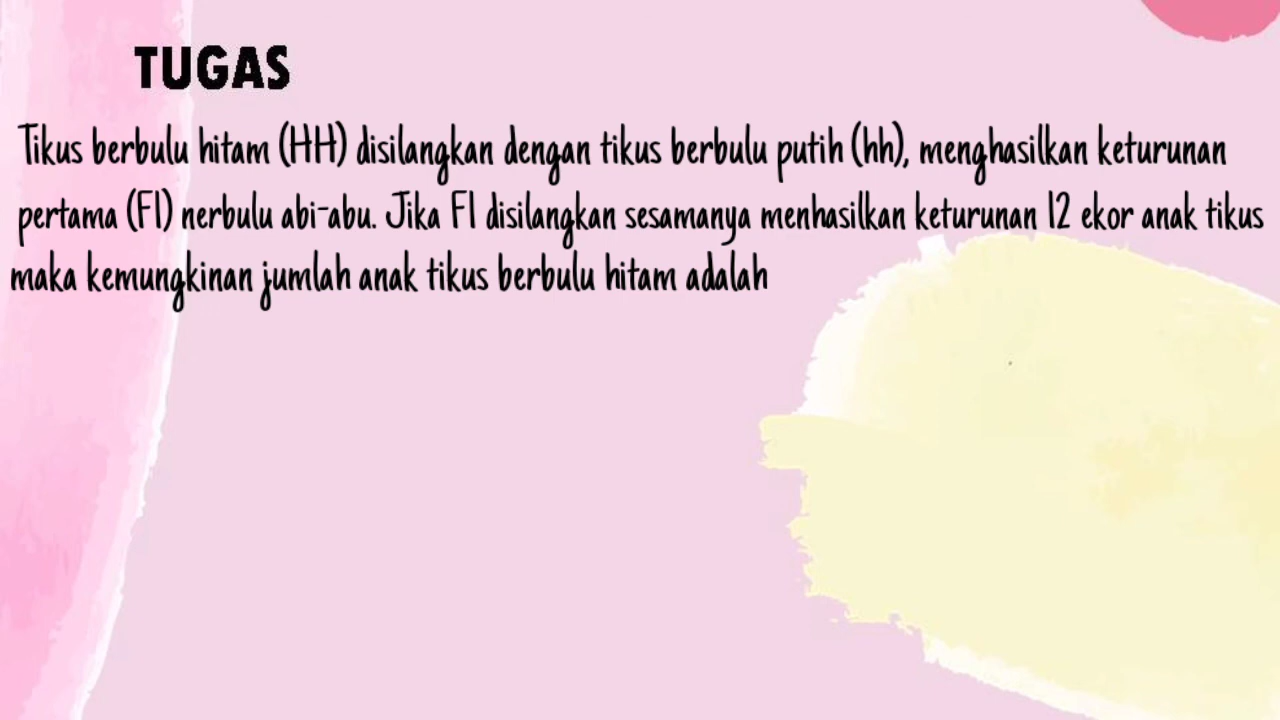 TUGAS
Tikus berbulu hitam (HH) disilangkan dengan tikus berbulu putih (hh), menghasilkan keturunan
pertama (F1) nerbulu abi-abu. Jika F1 disilangkan sesamanya menhasilkan keturunan 12 ekor anak tikus
maka kemungkinan jumlah anak tikus berbulu hitam adalah